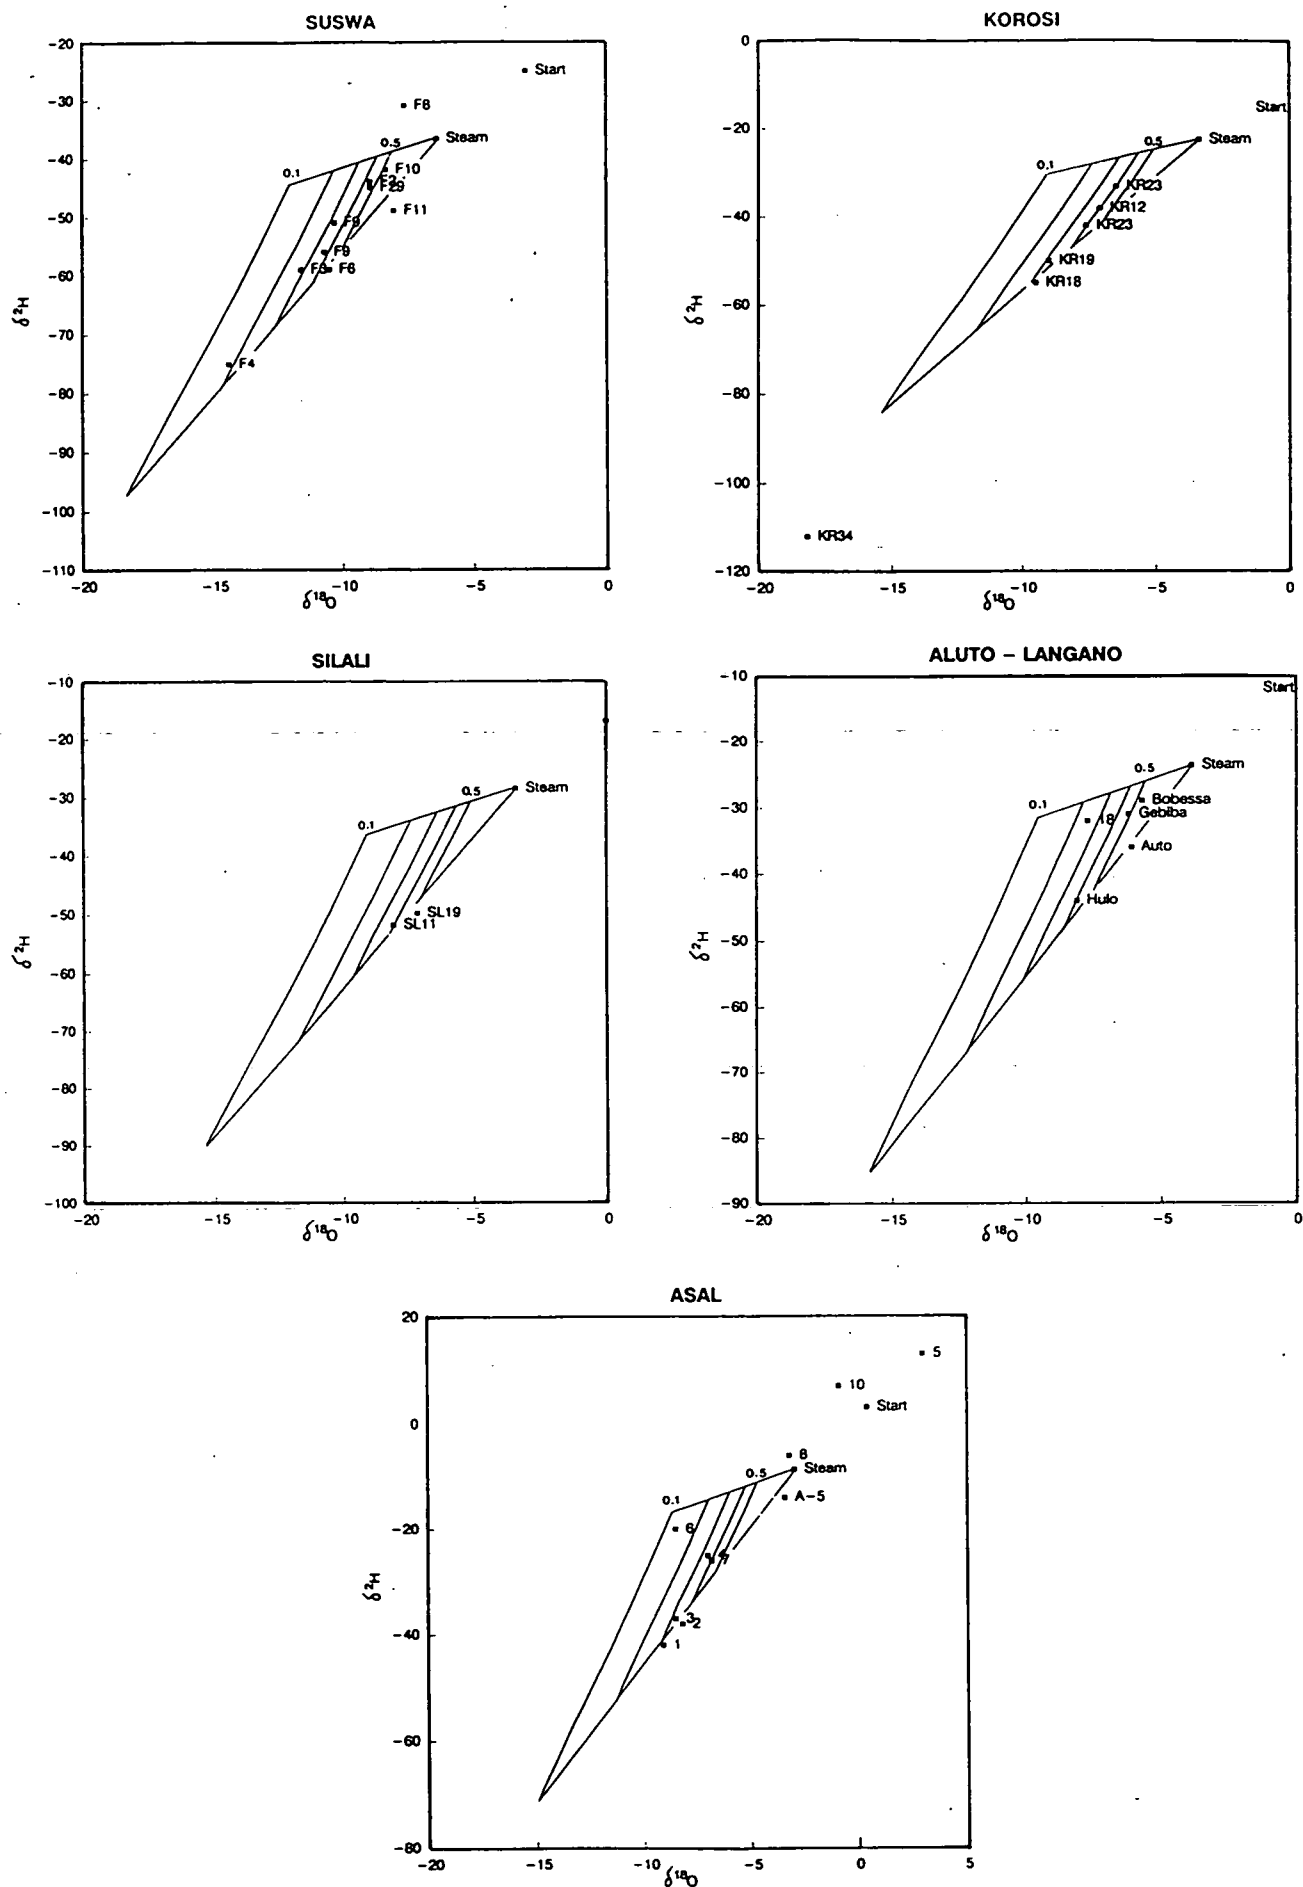 SUSWA
-20
-30
-40
-50
-60
-70
-80
-90
-100
-110
δ²H
Start
F8
Steam
0.5
0.1
F10
F2
F29
F11
F9
F9
F3
F6
F4
-20
-15
-10
-5
0
δ¹⁸O
KOROSI
0
-20
-40
-60
-80
-100
-120
δ²H
Start
Steam
0.5
0.1
KR23
KR12
KR23
KR19
KR18
KR34
-20
-15
-10
-5
0
δ¹⁸O
SILALI
-10
-20
-30
-40
-50
-60
-70
-80
-90
-100
δ²H
Steam
0.5
0.1
SL19
SL11
-20
-15
-10
-5
0
δ¹⁸O
ALUTO – LANGANO
-10
-20
-30
-40
-50
-60
-70
-80
-90
δ²H
Start
Steam
0.5
0.1
Bobessa
Gebiba
18
Auto
Hulo
-20
-15
-10
-5
0
δ¹⁸O
ASAL
20
0
-20
-40
-60
-80
δ²H
5
10
Start
8
Steam
0.5
0.1
A-5
6
4
7
3
2
1
-20
-15
-10
-5
0
5
δ¹⁸O